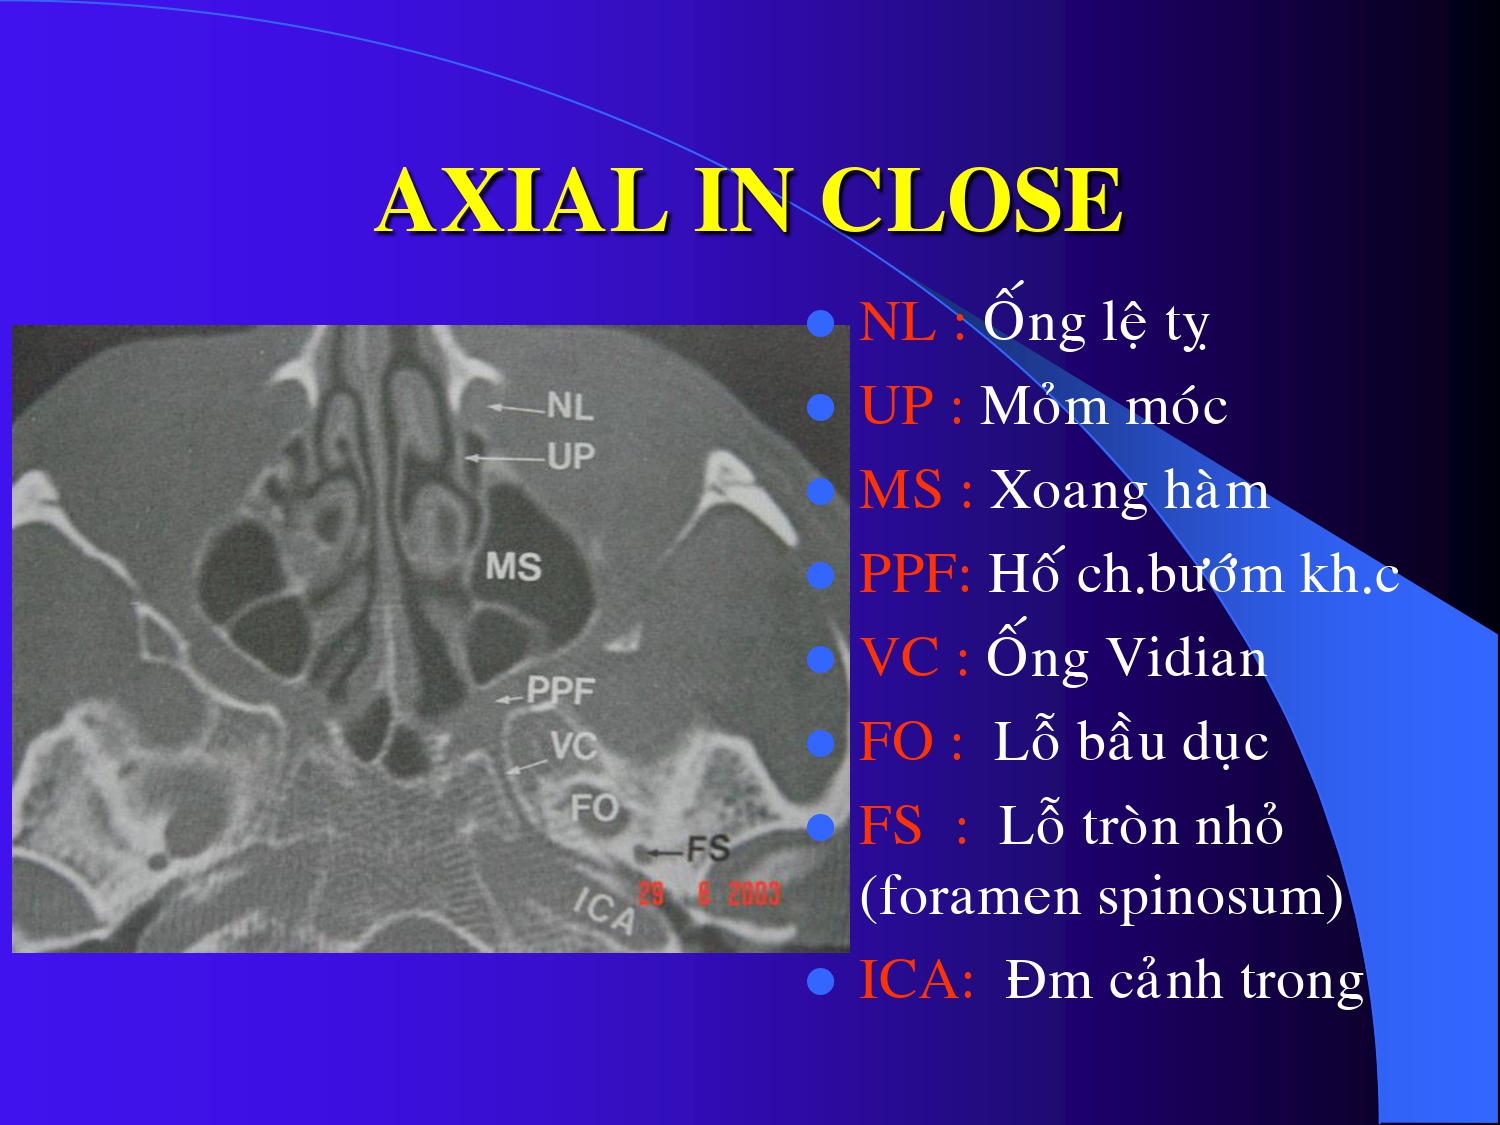 AXIAL IN CLOSE
NL : Ống lệ tỵ
UP : Mỏm móc
MS : Xoang hàm
PPF: Hố ch.bướm kh.c
VC : Ống Vidian
FO : Lỗ bầu dục
FS : Lỗ tròn nhỏ
(foramen spinosum)
ICA: Đm cảnh trong
NL
UP
MS
PPF
VC
FO
FS
ICA
29 8 2003